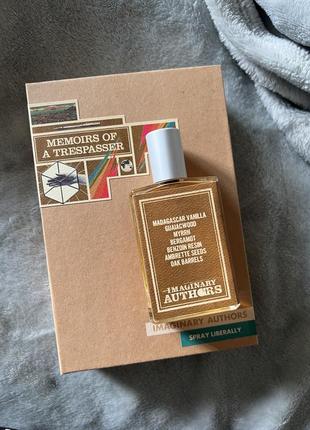 MEMOIRS OF
A TRESPASSER
MADAGASCAR VANILLA
GUAIACWOOD
MYRRH
BERGAMOT
BENZOIN RESIN
AMBRETTE SEEDS
OAK BARRELS
IMAGINARY
AUTHORS
IMAGINARY AUTHORS
SPRAY LIBERALLY